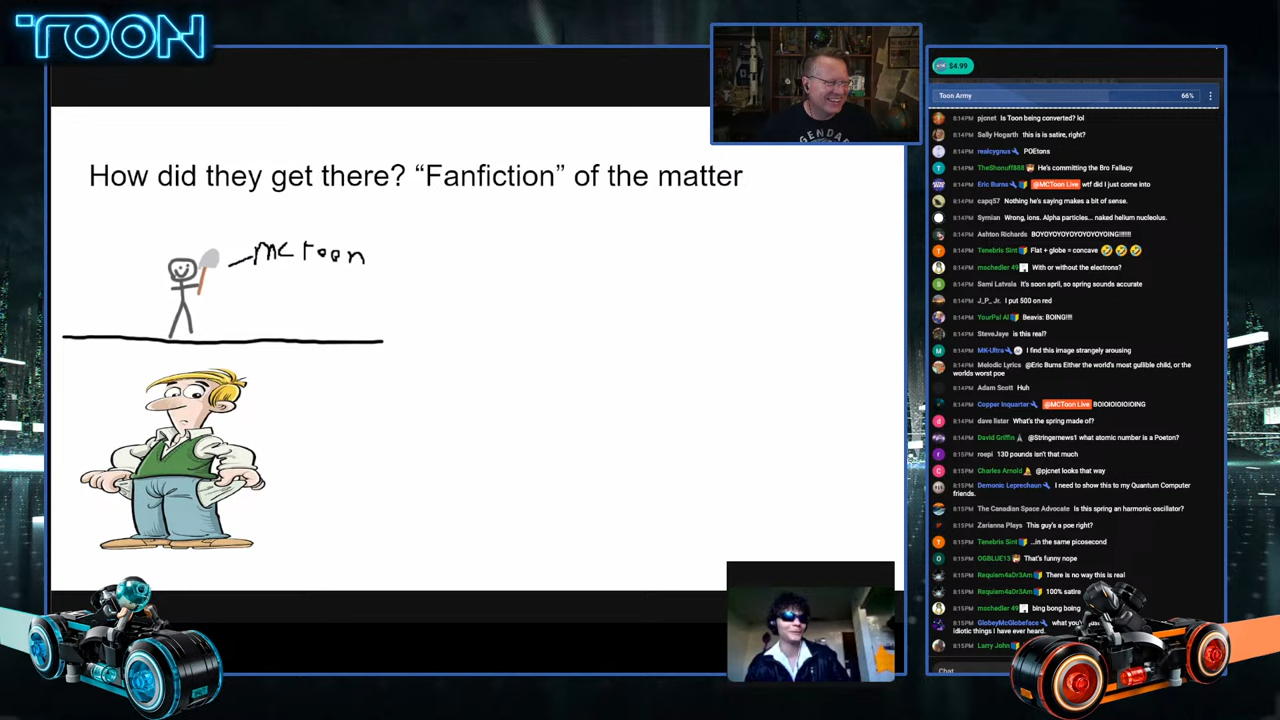 TOON
How did they get there? “Fanfiction” of the matter
mc Toon
LEGENDAR
$4.99
Toon Army 66%
8:14PM pjcnet Is Toon being converted? lol
8:14PM Sally Hogarth this is is satire, right?
8:14PM realcygnus POEtons
8:14PM TheShonuff888 He's committing the Bro Fallacy
8:14PM Eric Burns @MCToon Live wtf did I just come into
8:14PM capq57 Nothing he's saying makes a bit of sense.
8:14PM Symian Wrong, ions. Alpha particles... naked helium nucleolus.
8:14PM Ashton Richards BOYOYOYOYOYOYOYOING!!!!!!!
8:14PM Tenebris Sint Flat + globe = concave 🤣 🤣 🤣
8:14PM mschedler 49 With or without the electrons?
8:14PM Sami Latvala It's soon april, so spring sounds accurate
8:14PM J_P_ Jr. I put 500 on red
8:14PM YourPal Al Beavis: BOING!!!!
8:14PM SteveJaye is this real?
8:14PM MK-Ultra I find this image strangely arousing
8:14PM Melodic Lyrics @Eric Burns Either the world's most gullible child, or the
worlds worst poe
8:14PM Adam Scott Huh
8:14PM Copper Inquarter @MCToon Live BOIOIOIOIOIOING
8:14PM dave lister What's the spring made of?
8:14PM David Griffin @Stringernews1 what atomic number is a Poeton?
8:15PM roepi 130 pounds isn't that much
8:15PM Charles Arnold @pjcnet looks that way
8:15PM Demonic Leprechaun I need to show this to my Quantum Computer
friends.
8:15PM The Canadian Space Advocate Is this spring an harmonic oscillator?
8:15PM Zarianna Plays This guy's a poe right?
8:15PM Tenebris Sint ...in the same picosecond
8:15PM OGBLUE13 That's funny nope
8:15PM Requiem4aDr3Am There is no way this is real
8:15PM Requiem4aDr3Am 100% satire
8:15PM mschedler 49 bing bong boing
8:15PM GlobeyMcGlobeface what you'
idiotic things I have ever heard.
8:15PM Larry John
Chat